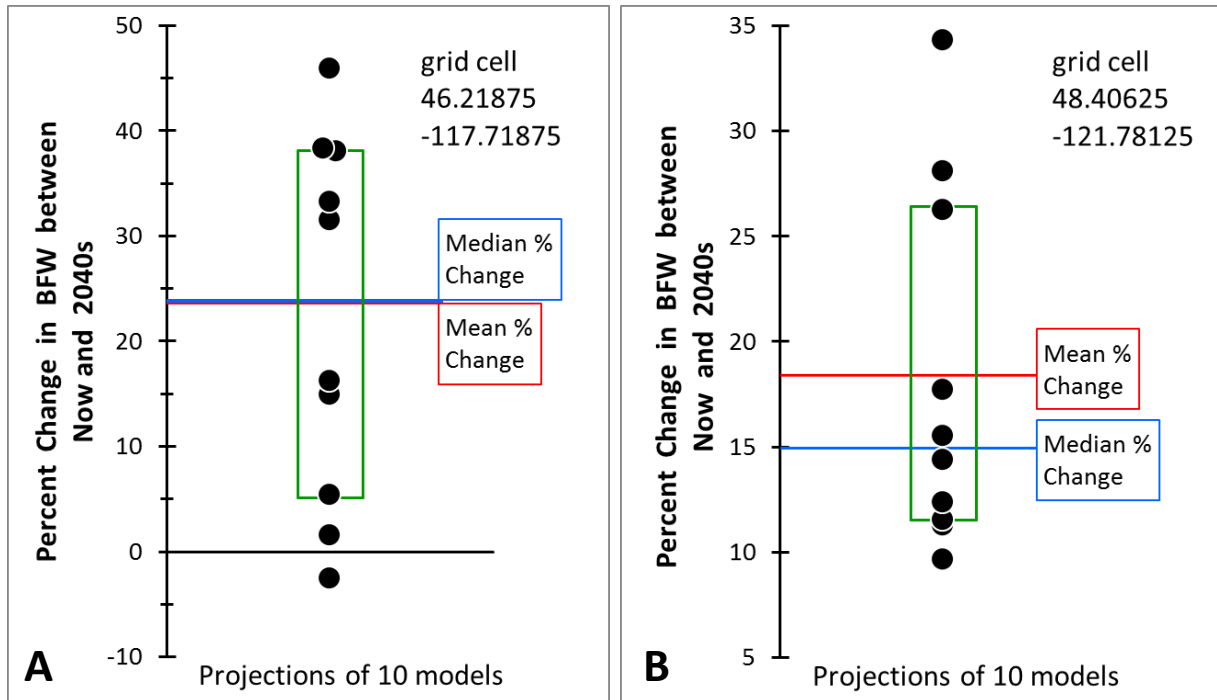 Percent Change in BFW between
Now and 2040s
50
40
30
20
10
0
-10
grid cell
46.21875
-117.71875
Median %
Change
Mean %
Change
A
Projections of 10 models
Percent Change in BFW between
Now and 2040s
35
30
25
20
15
10
5
grid cell
48.40625
-121.78125
Mean %
Change
Median %
Change
B
Projections of 10 models